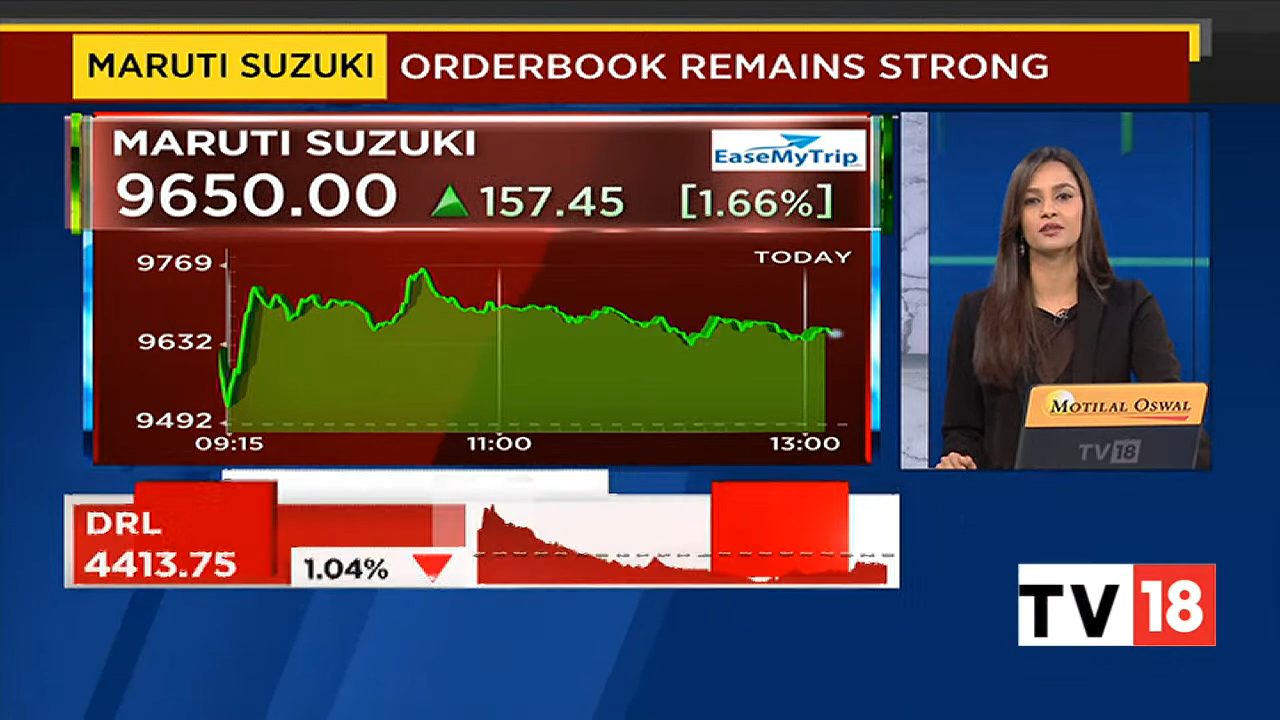 MARUTI SUZUKI ORDERBOOK REMAINS STRONG
MARUTI SUZUKI
EaseMyTrip
9650.00 157.45 [1.66%]
TODAY
9769
9632
9492
09:15 11:00 13:00
MOTILAL OSWAL
TV18
DRL
4413.75
1.04%
TV18